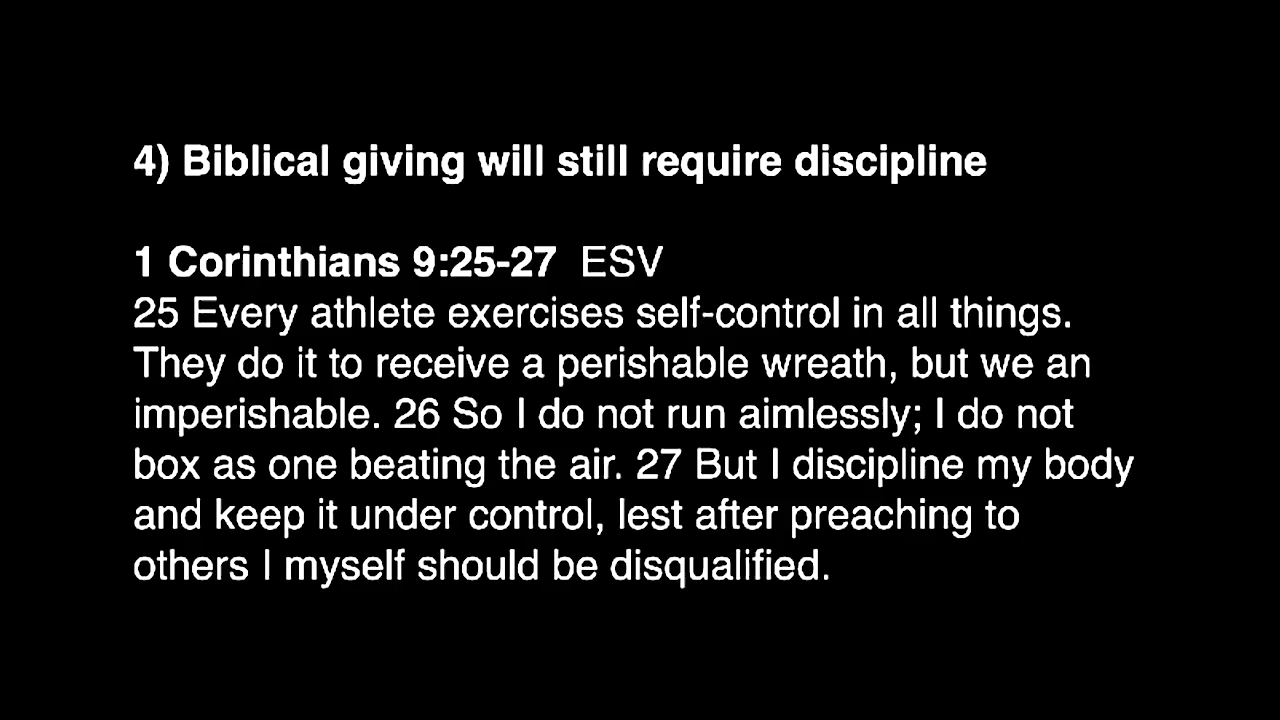 4) Biblical giving will still require discipline
1 Corinthians 9:25-27 ESV
25 Every athlete exercises self-control in all things.
They do it to receive a perishable wreath, but we an
imperishable. 26 So I do not run aimlessly; I do not
box as one beating the air. 27 But I discipline my body
and keep it under control, lest after preaching to
others I myself should be disqualified.